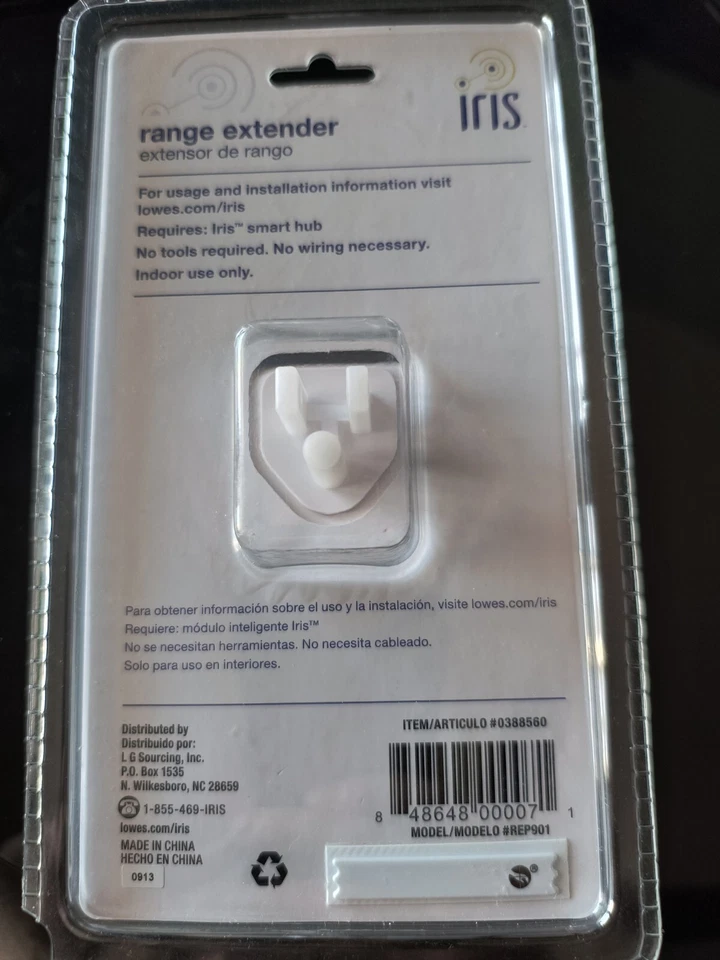 iris™
range extender
extensor de rango
For usage and installation information visit
lowes.com/iris
Requires: Iris™ smart hub
No tools required. No wiring necessary.
Indoor use only.
Para obtener información sobre el uso y la instalación, visite lowes.com/iris
Requiere: módulo inteligente Iris™
No se necesitan herramientas. No necesita cableado.
Solo para uso en interiores.
Distributed by
Distribuido por:
L G Sourcing, Inc.
P.O. Box 1535
N. Wilkesboro, NC 28659
1-855-469-IRIS
lowes.com/iris
MADE IN CHINA
HECHO EN CHINA
0913
ITEM/ARTICULO #0388560
8 48648 00007 1
MODEL/MODELO #REP901